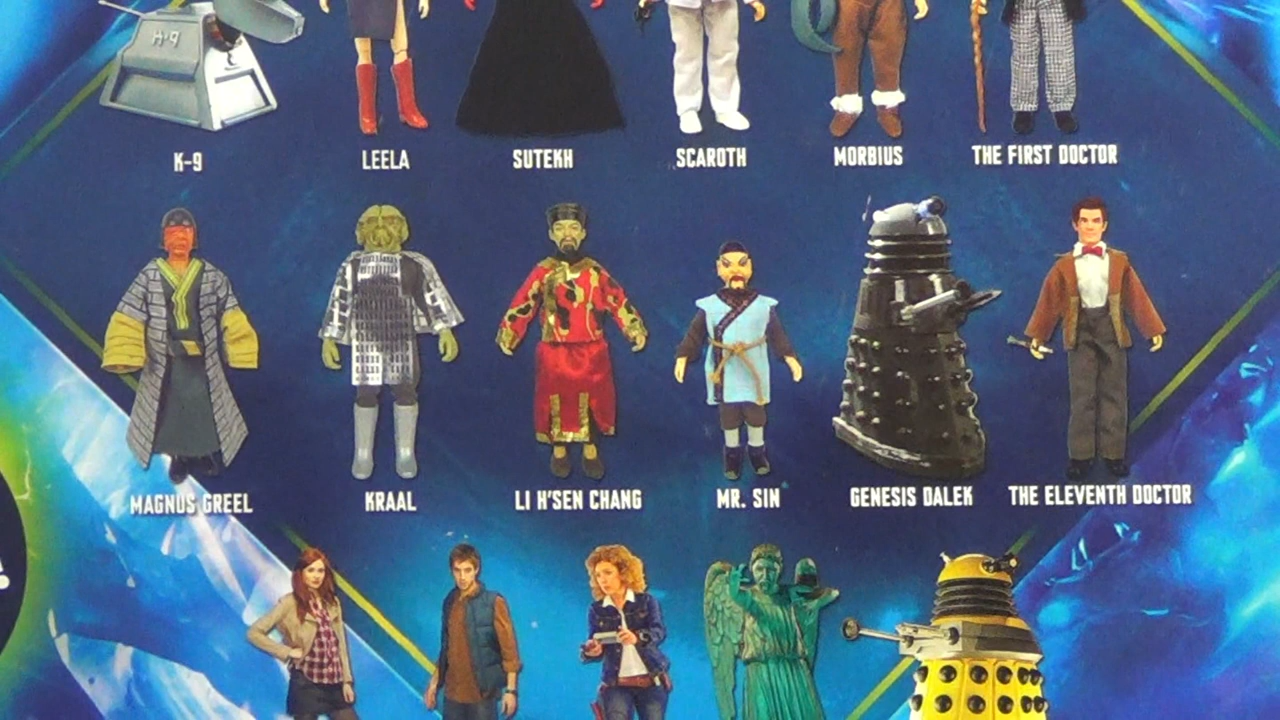 K-9
K-9
LEELA
SUTEKH
SCAROTH
MORBIUS
THE FIRST DOCTOR
MAGNUS GREEL
KRAAL
LI H'SEN CHANG
MR. SIN
GENESIS DALEK
THE ELEVENTH DOCTOR